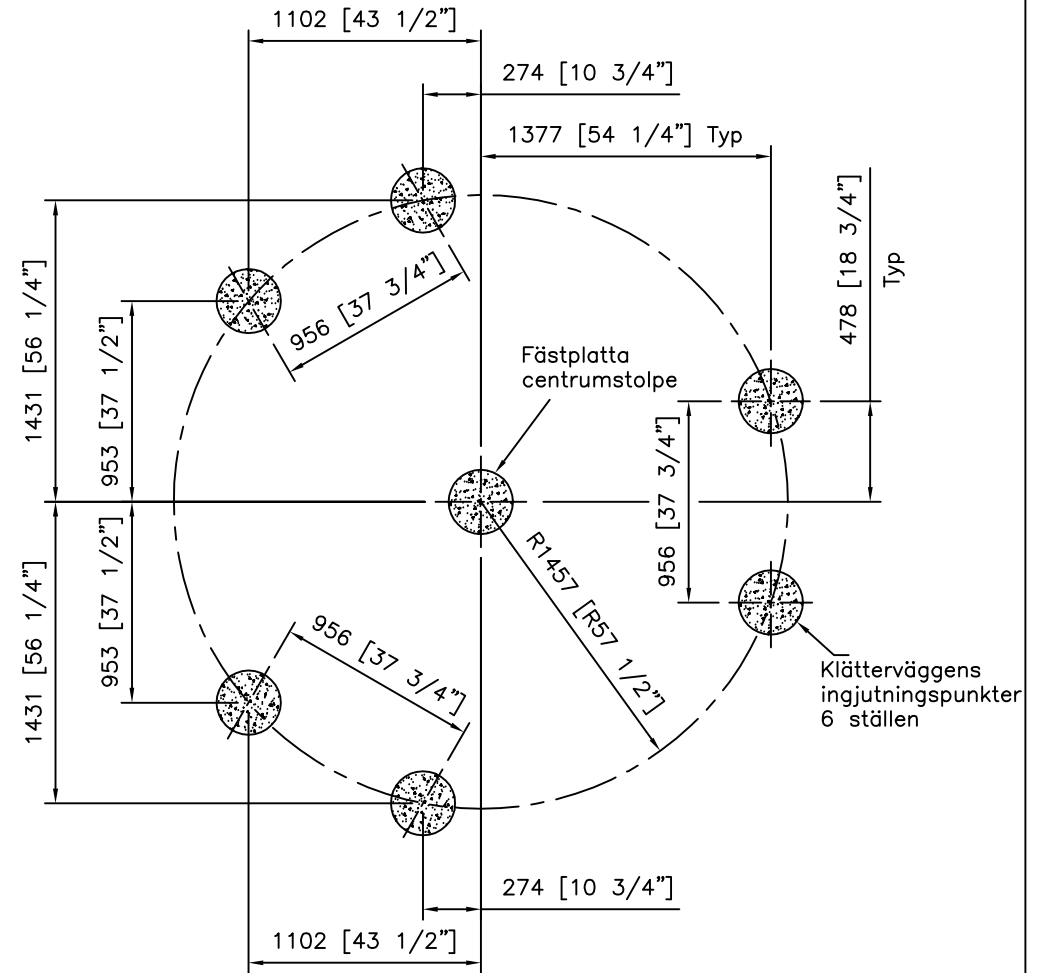 1102 [43 1/2”]
274 [10 3/4”]
1377 [54 1/4”] Typ
478 [18 3/4”]
Typ
1431 [56 1/4”]
953 [37 1/2”]
956 [37 3/4”]
Fästplatta
centrumstolpe
956 [37 3/4”]
R1457 [R57 1/2”]
953 [37 1/2”]
1431 [56 1/4”]
956 [37 3/4”]
Klätterväggens
ingjutningspunkter
6 ställen
274 [10 3/4”]
1102 [43 1/2”]